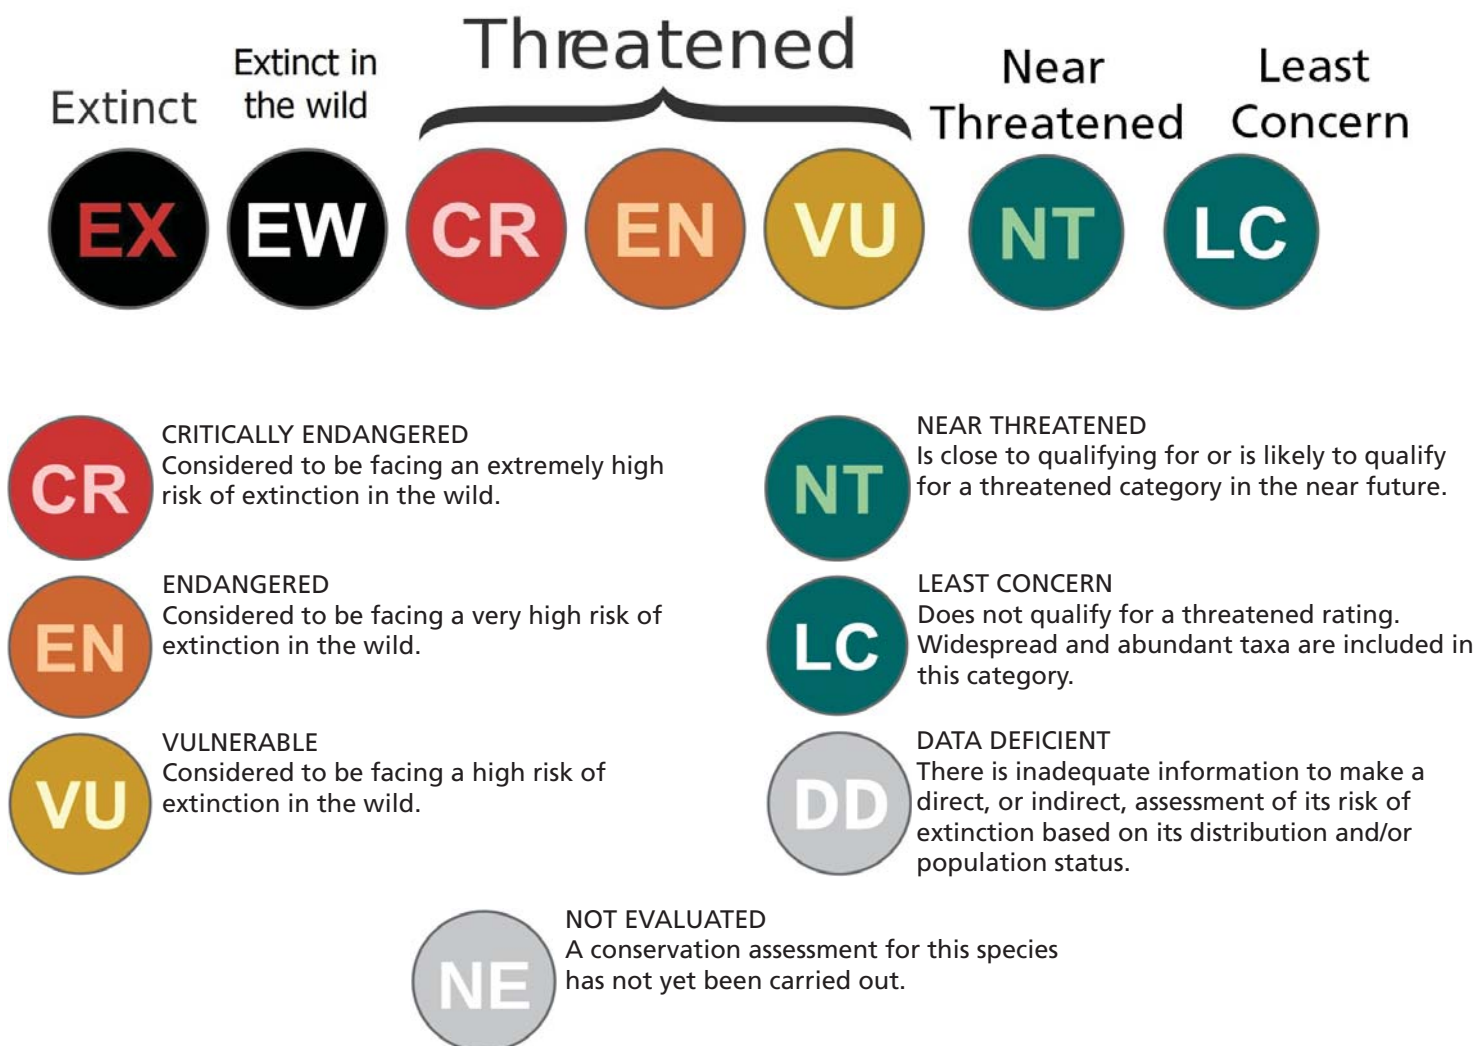 Threatened
Extinct in
the wild
Near
Threatened
Least
Concern
Extinct
EX
EW
CR
EN
VU
NT
LC
CR
CRITICALLY ENDANGERED
Considered to be facing an extremely high
risk of extinction in the wild.
EN
ENDANGERED
Considered to be facing a very high risk of
extinction in the wild.
VU
VULNERABLE
Considered to be facing a high risk of
extinction in the wild.
NT
NEAR THREATENED
Is close to qualifying for or is likely to qualify
for a threatened category in the near future.
LC
LEAST CONCERN
Does not qualify for a threatened rating.
Widespread and abundant taxa are included in
this category.
DD
DATA DEFICIENT
There is inadequate information to make a
direct, or indirect, assessment of its risk of
extinction based on its distribution and/or
population status.
NE
NOT EVALUATED
A conservation assessment for this species
has not yet been carried out.